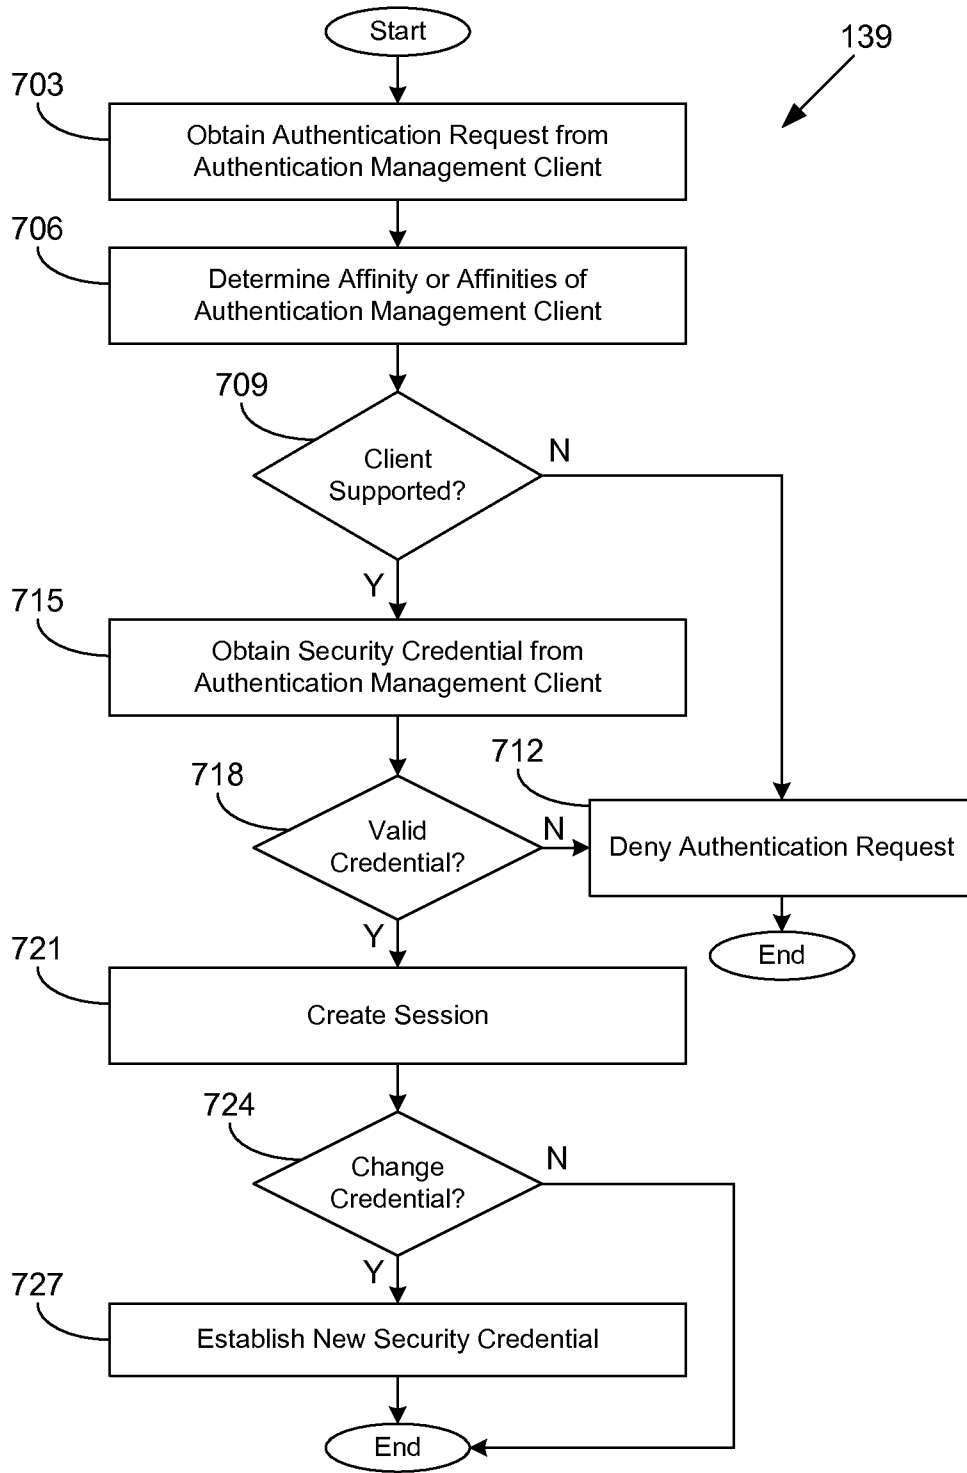 Start
139
703
Obtain Authentication Request from
Authentication Management Client
706
Determine Affinity or Affinities of
Authentication Management Client
709
Client
Supported?
N
Y
715
Obtain Security Credential from
Authentication Management Client
712
718
Valid
Credential?
N
Deny Authentication Request
Y
End
721
Create Session
724
Change
Credential?
N
Y
727
Establish New Security Credential
End